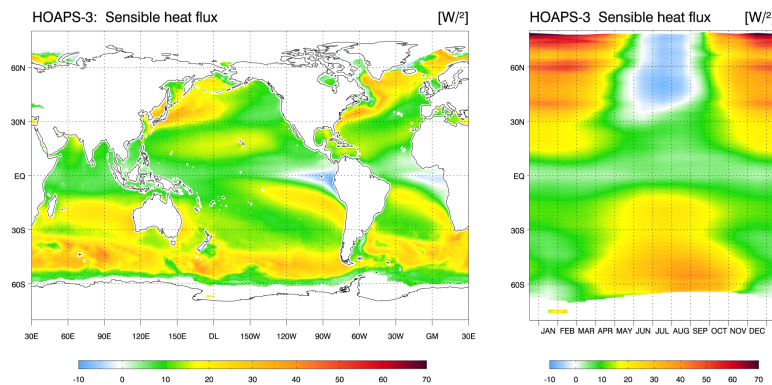 HOAPS-3: Sensible heat flux [W/²]
60N
30N
EQ
30S
60S
30E 60E 90E 120E 150E DL 150W 120W 90W 60W 30W GM 30E
-10 0 10 20 30 40 50 60 70
HOAPS-3 Sensible heat flux [W/²
60N
30N
EQ
30S
60S
JAN FEB MAR APR MAY JUN JUL AUG SEP OCT NOV DEC
-10 0 10 20 30 40 50 60 70